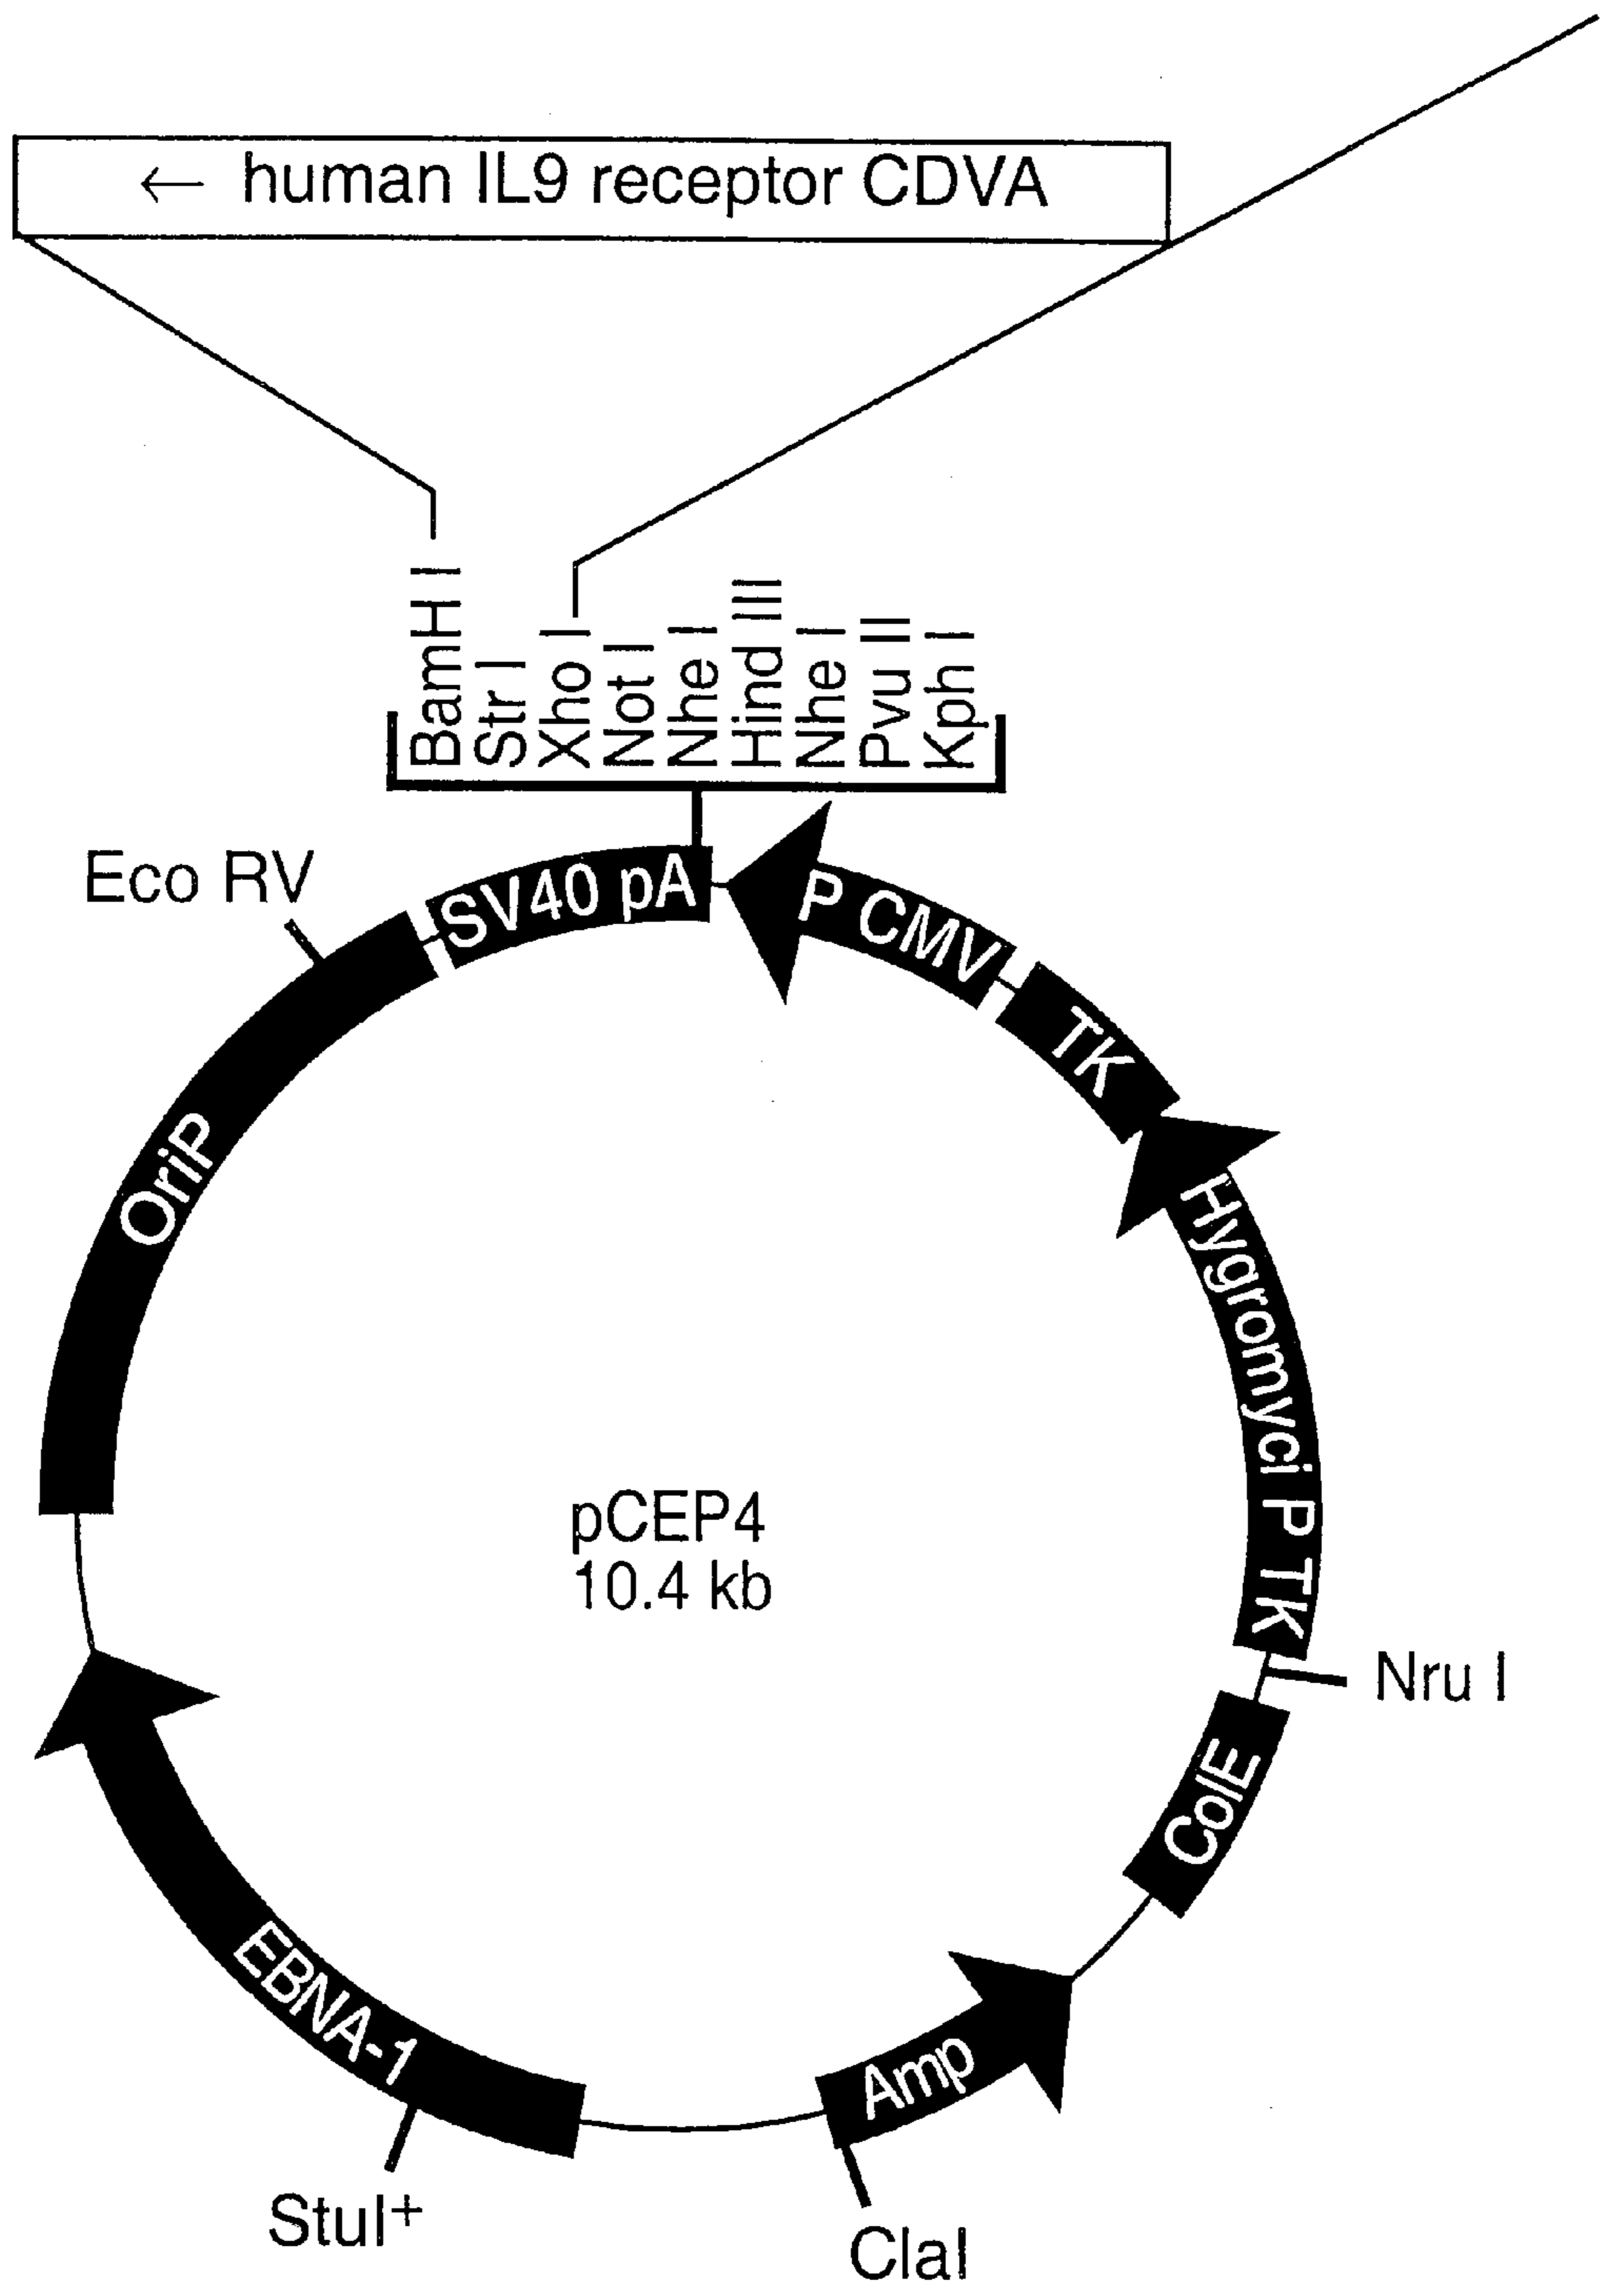 ← human IL9 receptor CDVA
BamH I
Str I
Xho I
Not I
Nhe I
Hind III
Nhe I
Pvu II
Kph I
Eco RV
SV40 pA
P CMV
TK
OriP
Hygromyci P TK
pCEP4
10.4 kb
Nru I
ColE
EBNA-1
Amp
StuI+
ClaI